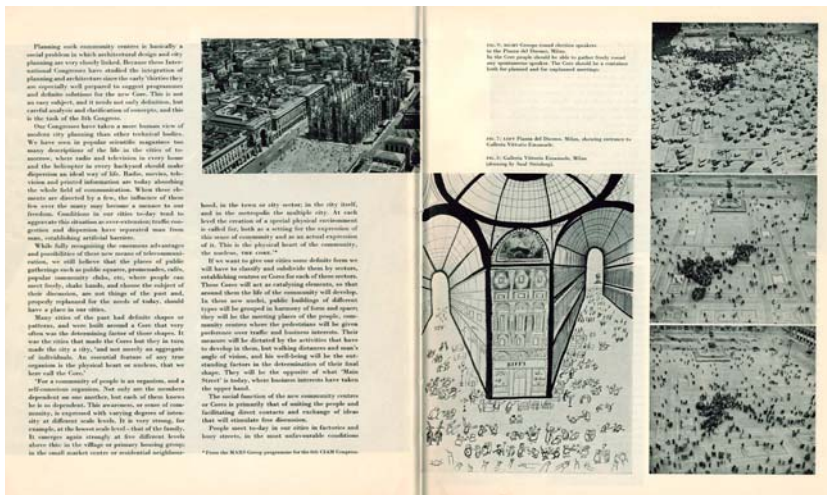 Planning such community centres is basically a
social problem in which architectural design and city
planning are very closely linked. Because these Inter-
national Congresses have studied the integration of
planning and architecture since the early 'thirties they
are especially well prepared to suggest programmes
and definite solutions for the new Core. This is not
an easy subject, and it needs not only definition, but
careful analysis and clarification of concepts, and this
is the task of the 8th Congress.
Our Congresses have taken a more human view of
modern city planning than other technical bodies.
We have seen in popular scientific magazines too
many descriptions of the life in the cities of to-
morrow, where radio and television in every home
and the helicopter in every backyard should make
dispersion an ideal way of life. Radio, movies, tele-
vision and printed information are today absorbing
the whole field of communication. When these ele-
ments are directed by a few, the influence of these
few over the many may become a menace to our
freedom. Conditions in our cities to-day tend to
aggravate this situation as over-extension; traffic con-
gestion and dispersion have separated man from
man, establishing artificial barriers.
While fully recognising the enormous advantages
and possibilities of these new means of telecommuni-
cation, we still believe that the places of public
gatherings such as public squares, promenades, cafés,
popular community clubs, etc, where people can
meet freely, shake hands, and choose the subject of
their discussion, are not things of the past and,
properly replanned for the needs of today, should
have a place in our cities.
Many cities of the past had definite shapes or
patterns, and were built around a Core that very
often was the determining factor of those shapes. It
was the cities that made the Cores but they in turn
made the city a city, 'and not merely an aggregate
of individuals. An essential feature of any true
organism is the physical heart or nucleus, that we
here call the Core.'
'For a community of people is an organism, and a
self-conscious organism. Not only are the members
dependent on one another, but each of them knows
he is so dependent. This awareness, or sense of com-
munity, is expressed with varying degrees of inten-
sity at different scale levels. It is very strong, for
example, at the lowest scale level - that of the family.
It emerges again strongly at five different levels
above this: in the village or primary housing group;
in the small market centre or residential neighbour-
hood, in the town or city sector; in the city itself,
and in the metropolis the multiple city. At each
level the creation of a special physical environment
is called for, both as a setting for the expression of
this sense of community and as an actual expression
of it. This is the physical heart of the community,
the nucleus, THE CORE.'*
If we want to give our cities some definite form we
will have to classify and subdivide them by sectors,
establishing centres or Cores for each of these sectors.
These Cores will act as catalysing elements, so that
around them the life of the community will develop.
In these new nuclei, public buildings of different
types will be grouped in harmony of form and space;
they will be the meeting places of the people, com-
munity centres where the pedestrians will be given
preference over traffic and business interests. Their
measure will be dictated by the activities that have
to develop in them, but walking distances and man's
angle of vision, and his well-being will be the out-
standing factors in the determination of their final
shape. They will be the opposite of what 'Main
Street' is today, where business interests have taken
the upper hand.
The social function of the new community centres
or Cores is primarily that of uniting the people and
facilitating direct contacts and exchange of ideas
that will stimulate free discussion.
People meet to-day in our cities in factories and
busy streets, in the most unfavourable conditions
* From the MARS Group programme for the 8th CIAM Congress.
RIGHT Groups round election speakers
in the Piazza del Duomo, Milan.
In the Core people should be able to gather freely round
any spontaneous speaker. The Core should be a container
both for planned and for unplanned meetings.
FIG. 7: LEFT Piazza del Duomo, Milan, showing entrance to
Galleria Vittorio Emanuele.
Galleria Vittorio Emanuele, Milan
(drawing by Saul Steinberg).